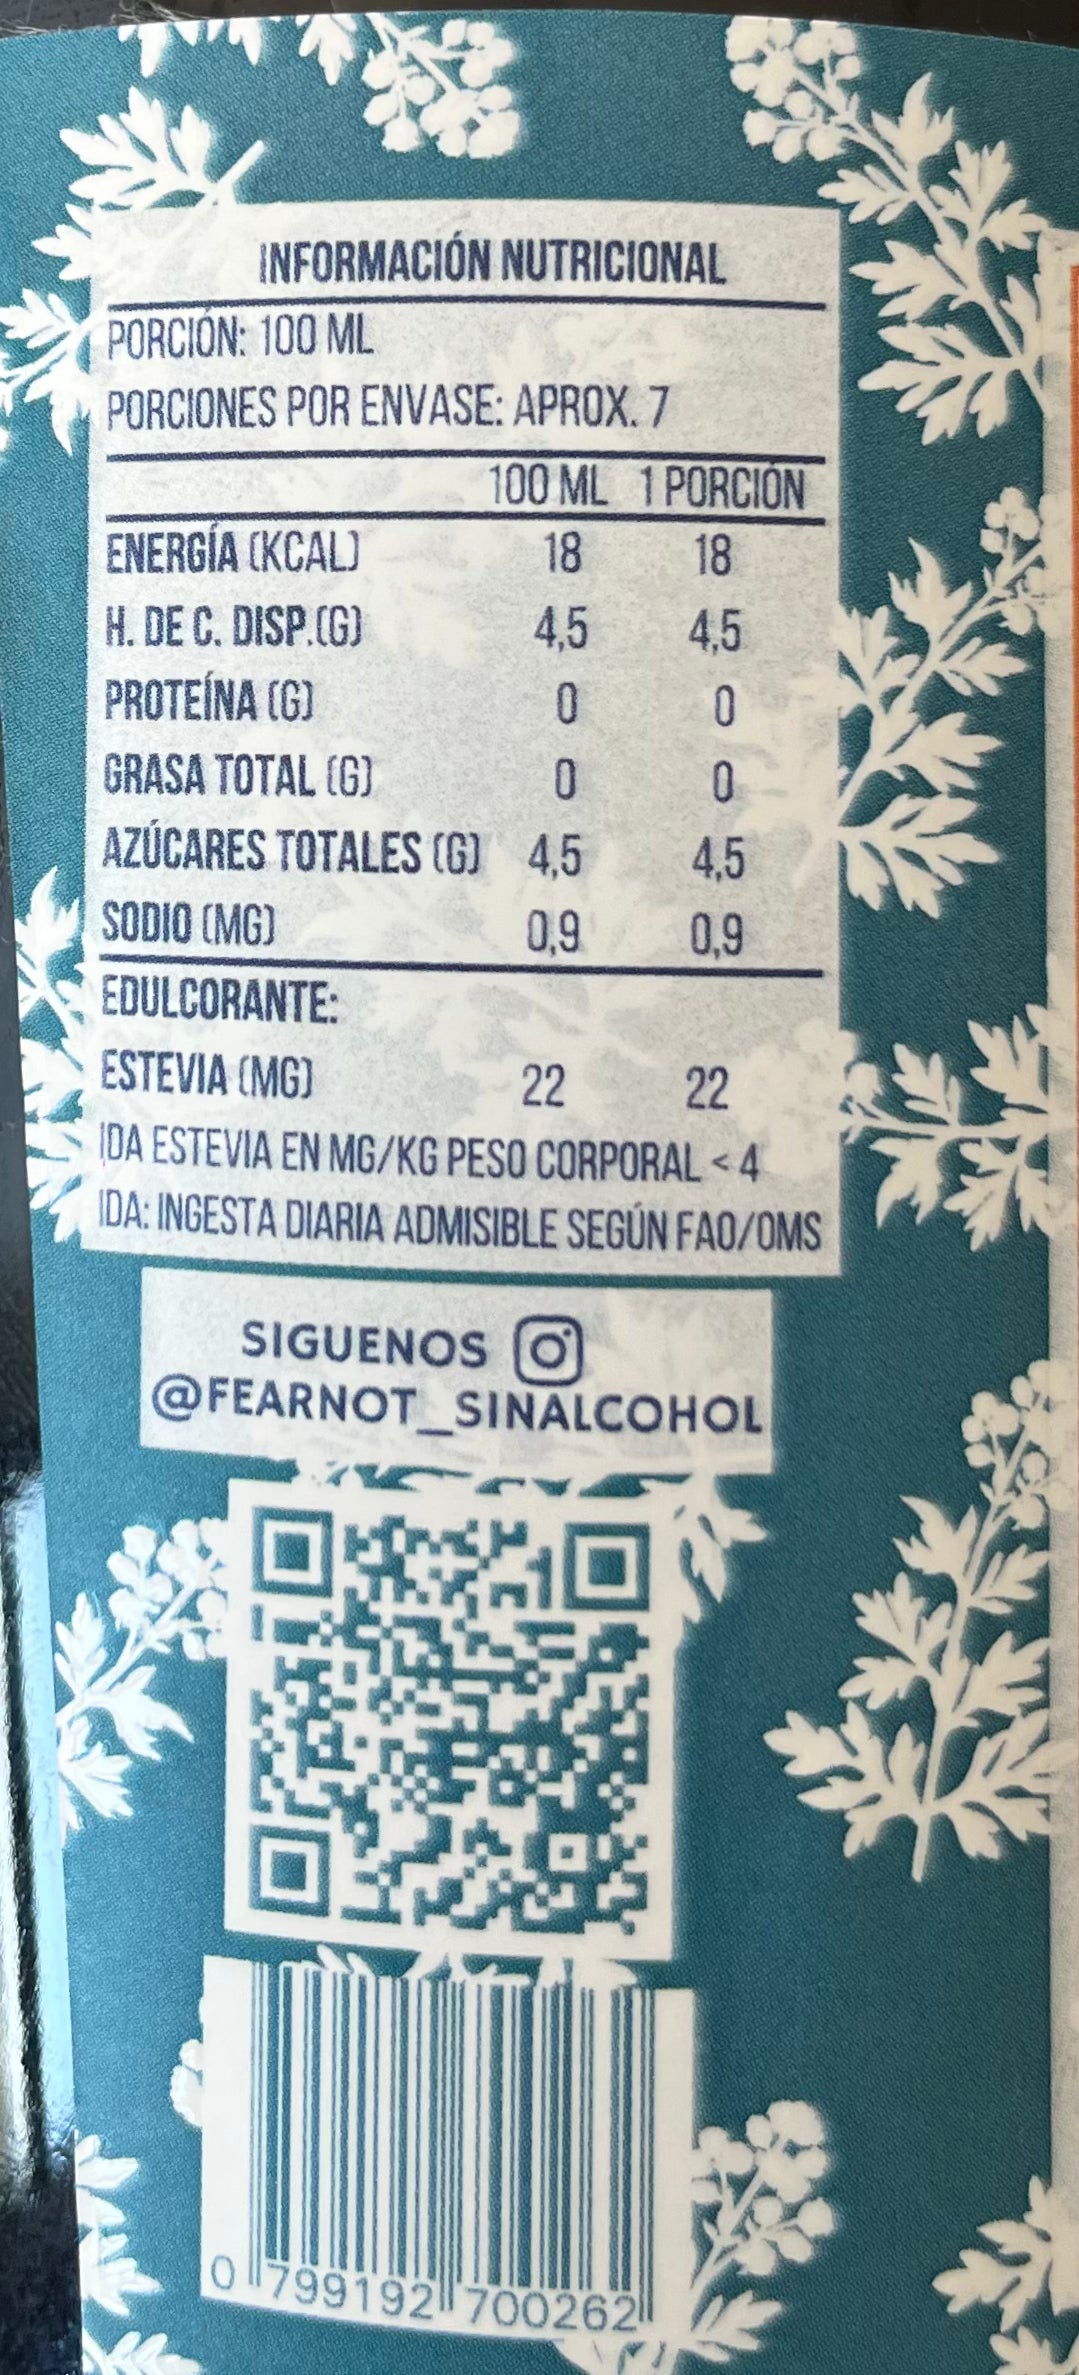 INFORMACIÓN NUTRICIONAL
PORCIÓN: 100 ML
PORCIONES POR ENVASE: APROX. 7
100 ML 1 PORCIÓN
ENERGÍA (KCAL) 18 18
H. DE C. DISP.(G) 4,5 4,5
PROTEÍNA (G) 0 0
GRASA TOTAL (G) 0 0
AZÚCARES TOTALES (G) 4,5 4,5
SODIO (MG) 0,9 0,9
EDULCORANTE:
ESTEVIA (MG) 22 22
IDA ESTEVIA EN MG/KG PESO CORPORAL < 4
IDA: INGESTA DIARIA ADMISIBLE SEGÚN FAO/OMS
SIGUENOS
@FEARNOT_SINALCOHOL
0 799192 700262